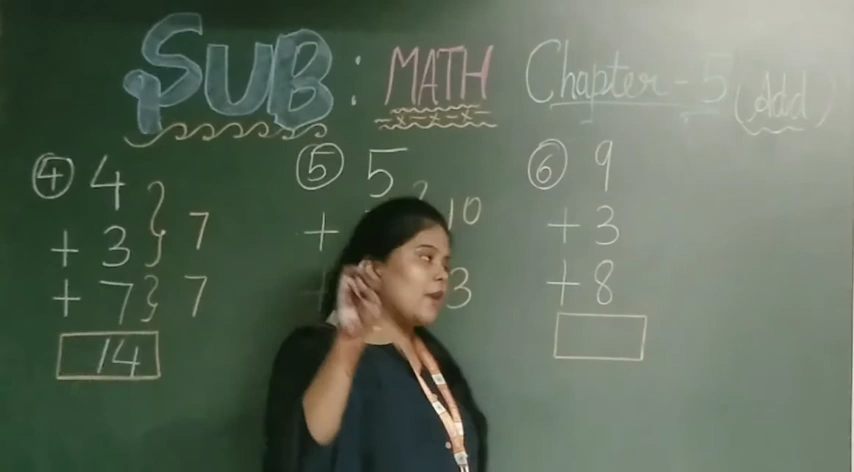 SUB : MATH Chapter - 5 (Add)
④ 4 ⑤ 5 ⑥ 9
+ 3 } 7 + } 10 + 3
+ 7 } 7 + 3 + 8
14